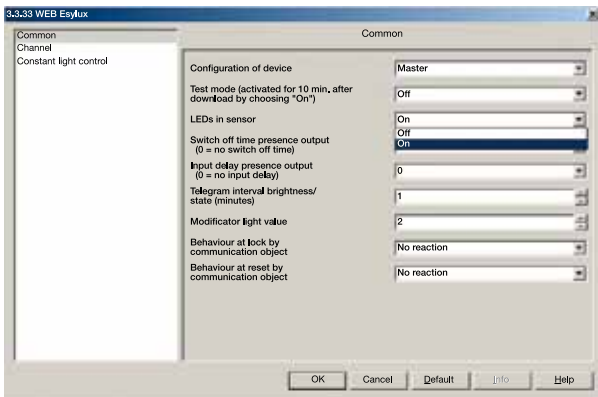 3.3.33 WEB Esylux
Common
Channel
Constant light control
Common
Configuration of device
Master
Test mode (activated for 10 min. after
download by choosing "On")
Off
LEDs in sensor
On
Off
On
Switch off time presence output
(0 = no switch off time)
Input delay presence output
(0 = no input delay)
0
Telegram interval brightness/
state (minutes)
1
Modificator light value
2
Behaviour at lock by
communication object
No reaction
Behaviour at reset by
communication object
No reaction
OK
Cancel
Default
Info
Help